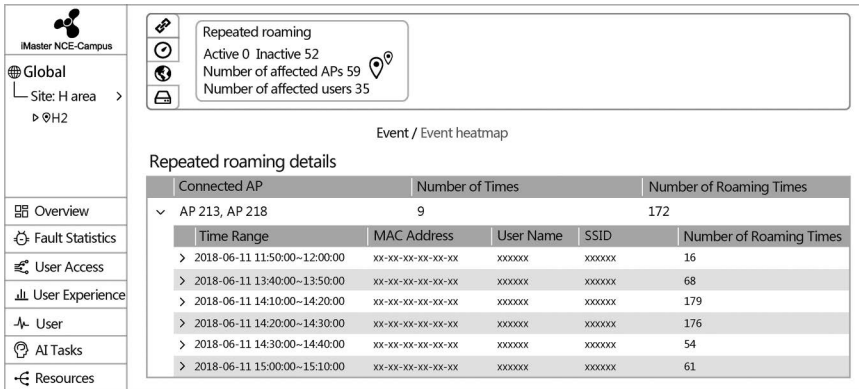 iMaster NCE-Campus
Global
Site: H area >
H2
Overview
Fault Statistics
User Access
User Experience
User
AI Tasks
Resources
Repeated roaming
Active 0 Inactive 52
Number of affected APs 59
Number of affected users 35
Event / Event heatmap
Repeated roaming details
Connected AP Number of Times Number of Roaming Times
AP 213, AP 218 9 172
Time Range MAC Address User Name SSID Number of Roaming Times
> 2018-06-11 11:50:00~12:00:00 xx-xx-xx-xx-xx-xx xxxxxx xxxxxx 16
> 2018-06-11 13:40:00~13:50:00 xx-xx-xx-xx-xx-xx xxxxxx xxxxxx 68
> 2018-06-11 14:10:00~14:20:00 xx-xx-xx-xx-xx-xx xxxxxx xxxxxx 179
> 2018-06-11 14:20:00~14:30:00 xx-xx-xx-xx-xx-xx xxxxxx xxxxxx 176
> 2018-06-11 14:30:00~14:40:00 xx-xx-xx-xx-xx-xx xxxxxx xxxxxx 54
> 2018-06-11 15:00:00~15:10:00 xx-xx-xx-xx-xx-xx xxxxxx xxxxxx 61